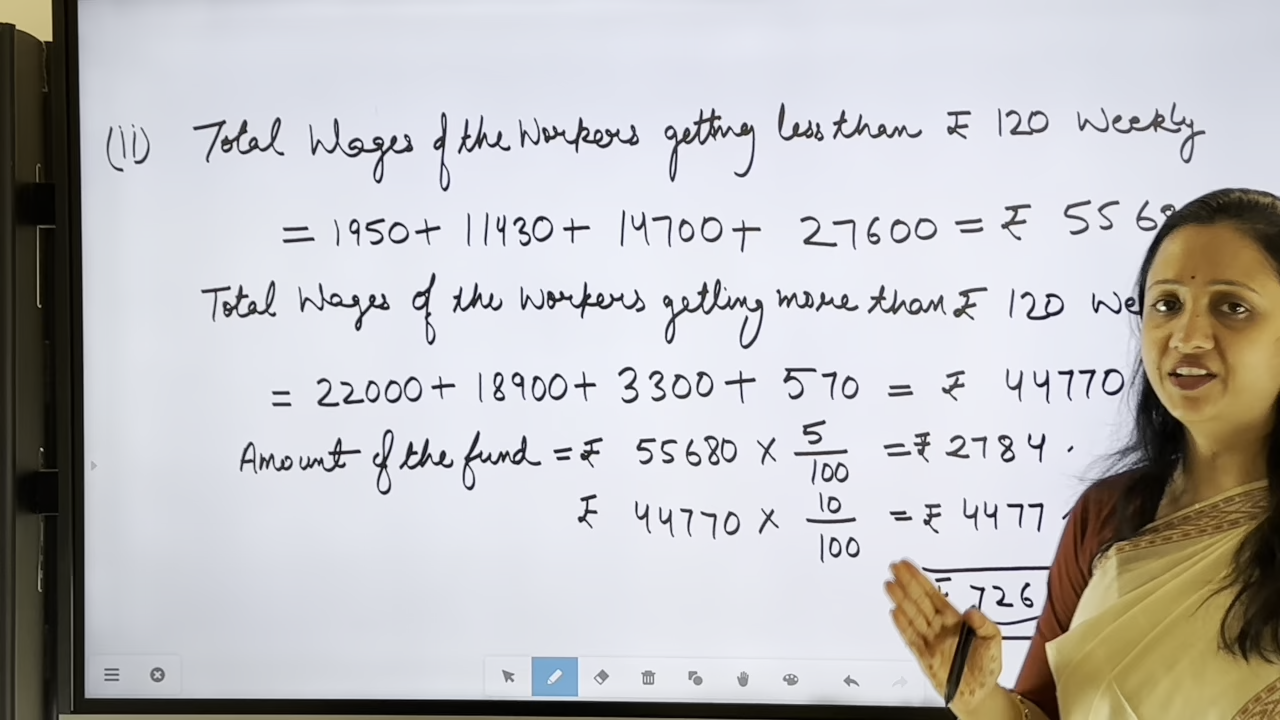 (ii) Total Wages of the Workers getting less than ₹ 120 Weekly
= 1950 + 11430 + 14700 + 27600 = ₹ 5568
Total Wages of the Workers getting more than ₹ 120 We
= 22000 + 18900 + 3300 + 570 = ₹ 44770
Amount of the fund = ₹ 55680 × 5/100 = ₹ 2784.
₹ 44770 × 10/100 = ₹ 4477
₹ 726